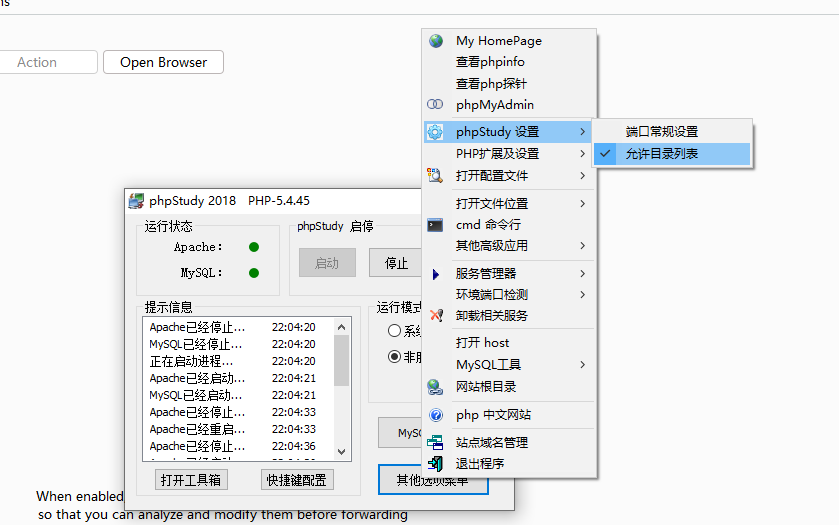 Action
Open Browser
My HomePage
查看phpinfo
查看php探针
phpMyAdmin
phpStudy 设置
端口常规设置
PHP扩展及设置
允许目录列表
打开配置文件
打开文件位置
cmd 命令行
其他高级应用
服务管理器
环境端口检测
卸载相关服务
打开 host
MySQL工具
网站根目录
php 中文网站
站点域名管理
退出程序
phpStudy 2018 PHP-5.4.45
运行状态
Apache:
MySQL:
phpStudy 启停
启动
停止
提示信息
Apache已经停止... 22:04:20
MySQL已经停止... 22:04:20
正在启动进程... 22:04:20
Apache已经启动... 22:04:21
MySQL已经启动... 22:04:21
Apache已经停止... 22:04:33
Apache已经重启... 22:04:33
Apache已经停止... 22:04:36
运行模式
打开工具箱
快捷键配置
其他选项菜单
When enabled
so that you can analyze and modify them before forwarding